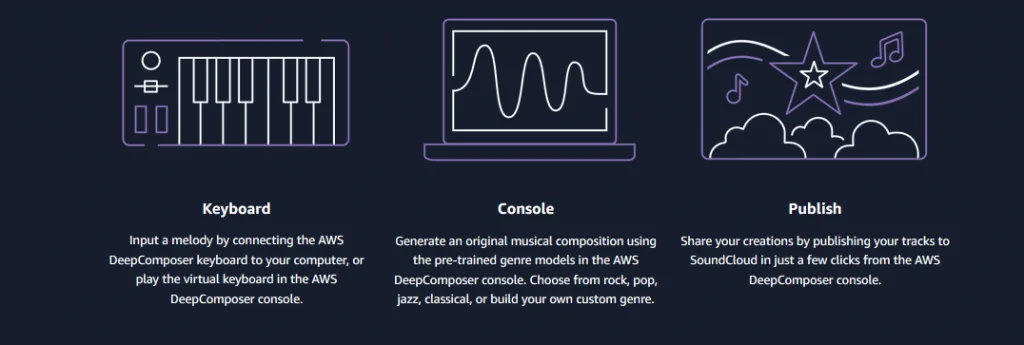 Keyboard
Input a melody by connecting the AWS
DeepComposer keyboard to your computer, or
play the virtual keyboard in the AWS
DeepComposer console.
Console
Generate an original musical composition using
the pre-trained genre models in the AWS
DeepComposer console. Choose from rock, pop,
jazz, classical, or build your own custom genre.
Publish
Share your creations by publishing your tracks to
SoundCloud in just a few clicks from the AWS
DeepComposer console.